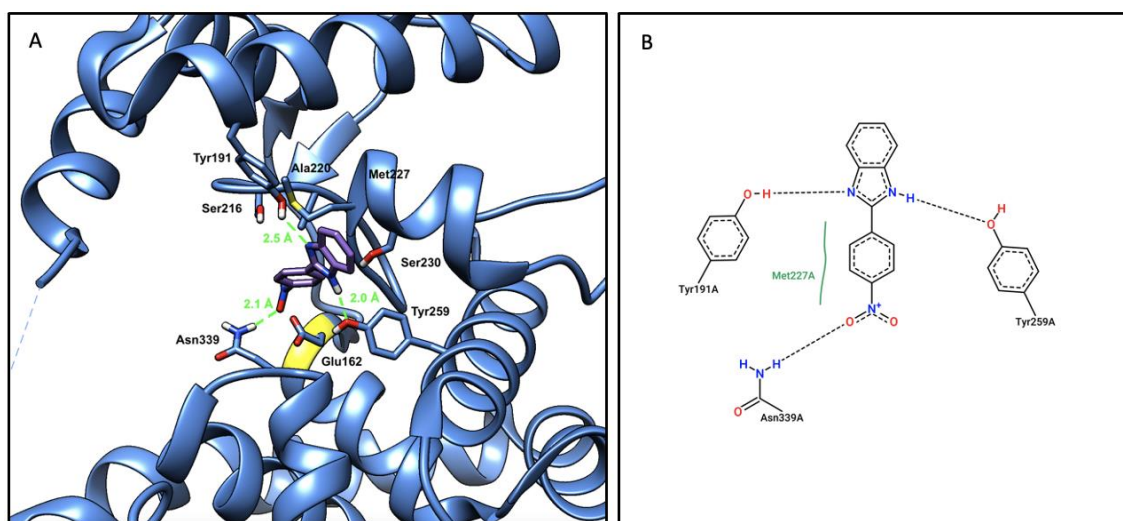 A
Tyr191
Ala220
Met227
Ser216
2.5 Å
Ser230
2.1 Å
2.0 Å
Tyr259
Asn339
Glu162
B
H
O H
N
N H
O
Met227A
Tyr191A
Tyr259A
N+
O O
H H
N
O
Asn339A